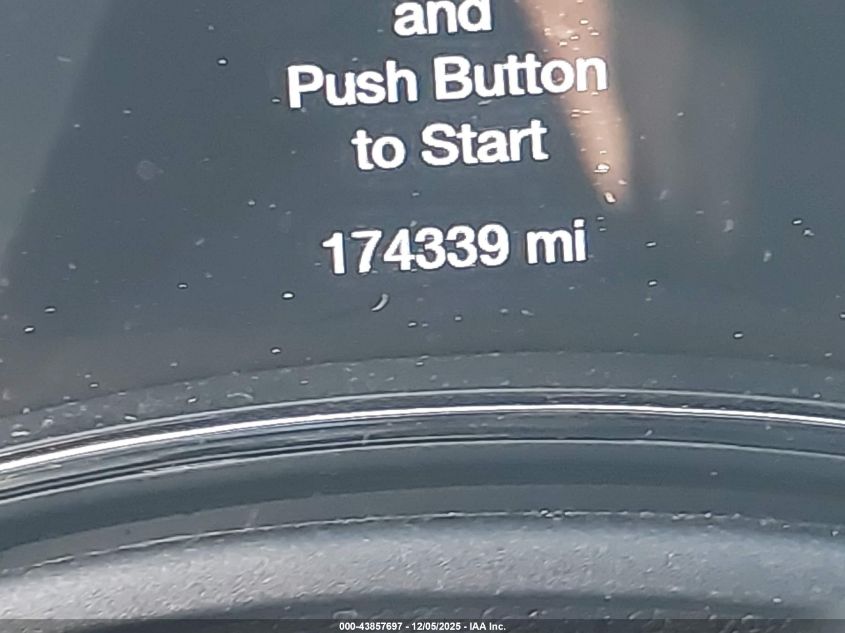 and
Push Button
to Start
174339 mi
000-43857697 - 12/05/2025 - IAA Inc.